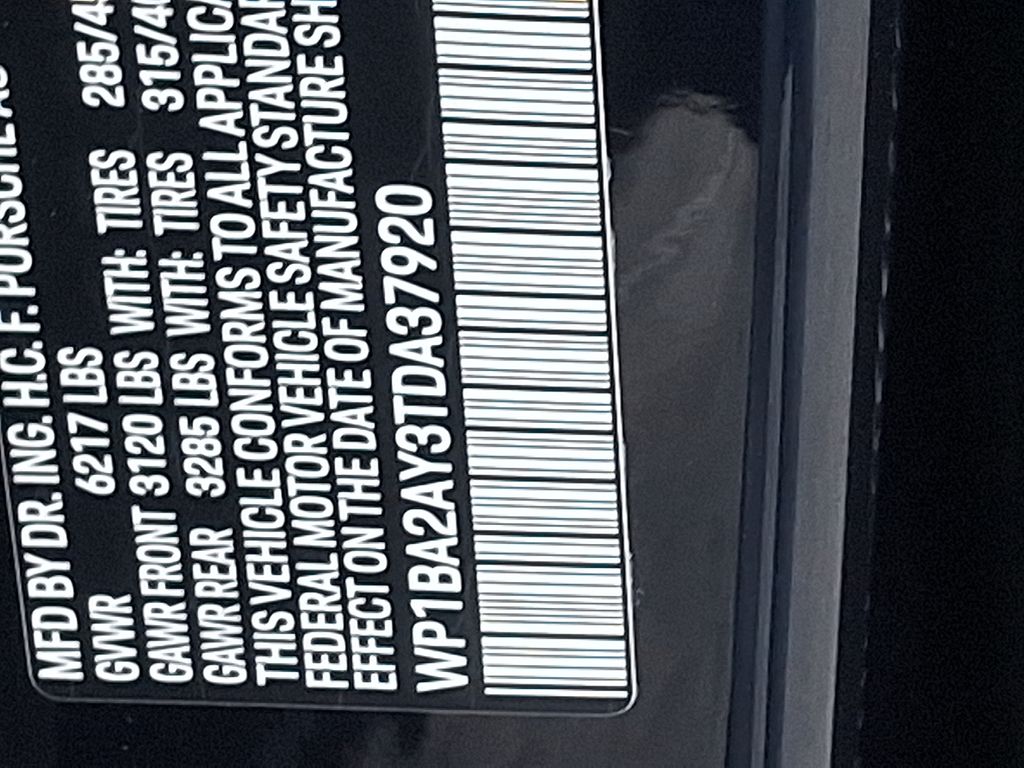 MFD BY DR. ING. H.C. F. PORSCHE AG
GVWR 6217 LBS
GAWR FRONT 3120 LBS WITH: TIRES 285/4
GAWR REAR 3285 LBS WITH: TIRES 315/4
THIS VEHICLE CONFORMS TO ALL APPLICA
FEDERAL MOTOR VEHICLE SAFETY STANDAR
EFFECT ON THE DATE OF MANUFACTURE SH
WP1BA2AY3TDA37920